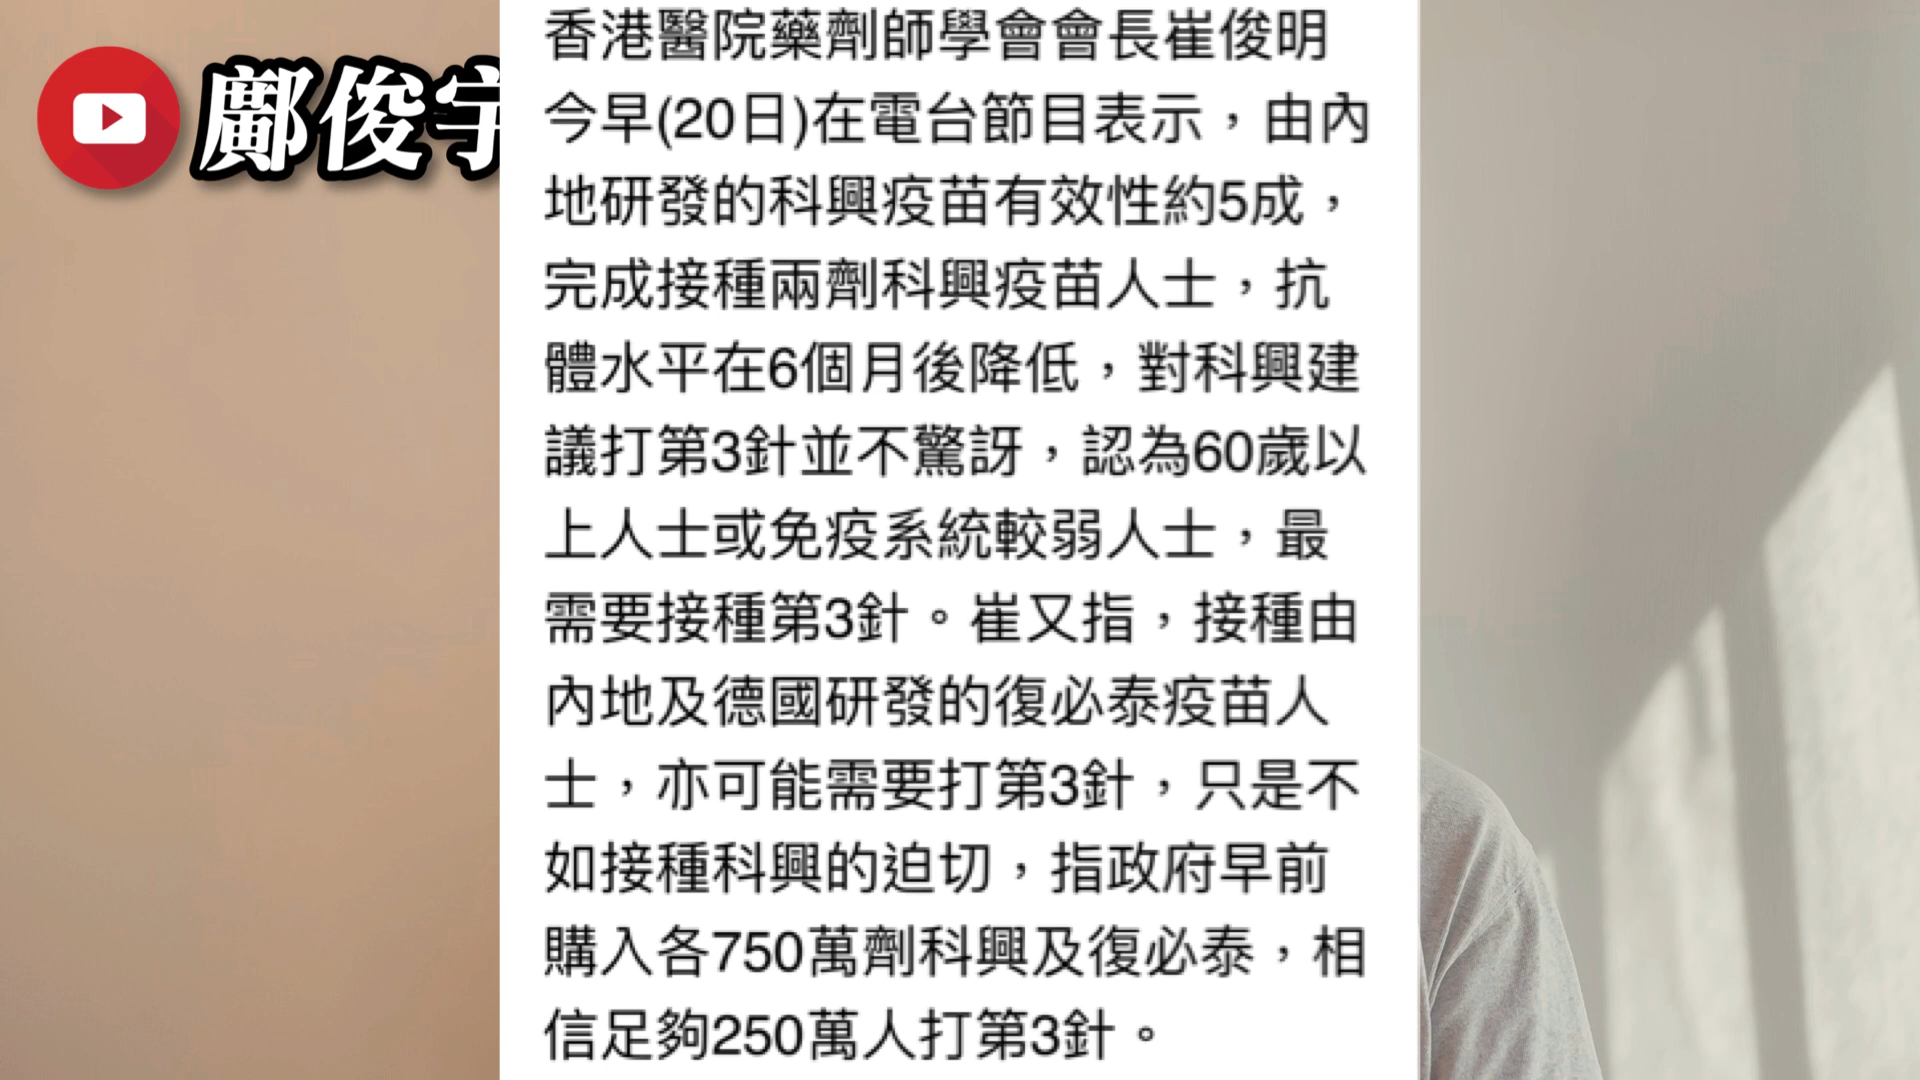 鄺俊宇
香港醫院藥劑師學會會長崔俊明
今早(20日)在電台節目表示，由內
地研發的科興疫苗有效性約5成，
完成接種兩劑科興疫苗人士，抗
體水平在6個月後降低，對科興建
議打第3針並不驚訝，認為60歲以
上人士或免疫系統較弱人士，最
需要接種第3針。崔又指，接種由
內地及德國研發的復必泰疫苗人
士，亦可能需要打第3針，只是不
如接種科興的迫切，指政府早前
購入各750萬劑科興及復必泰，相
信足夠250萬人打第3針。